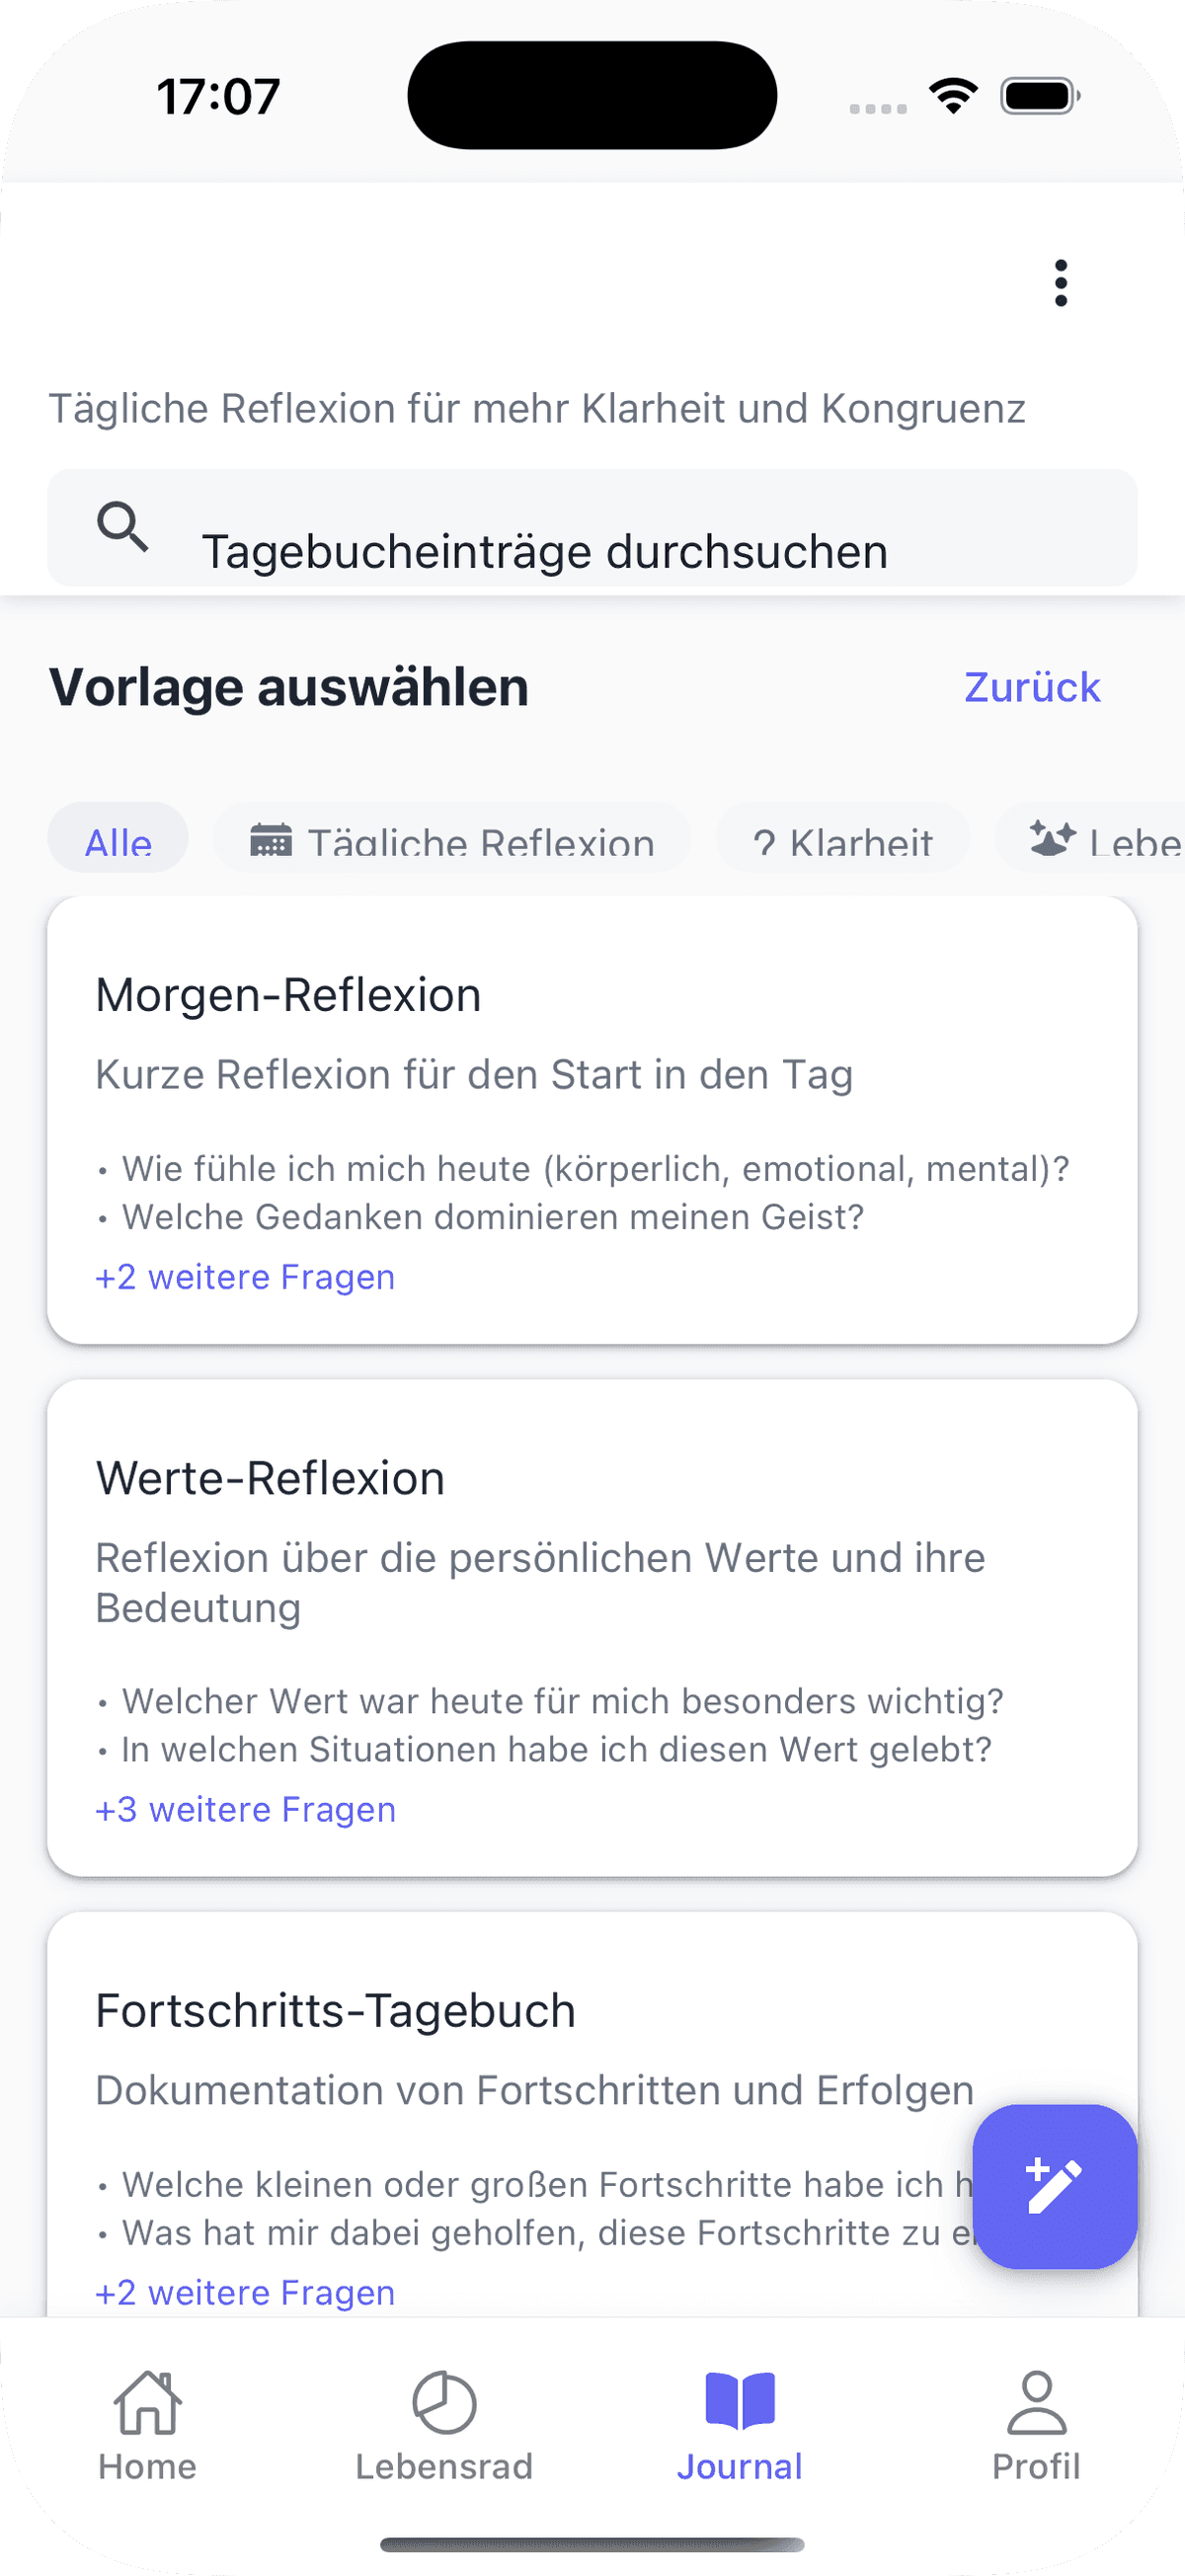 17:07
Tägliche Reflexion für mehr Klarheit und Kongruenz
Tagebucheinträge durchsuchen
Vorlage auswählen
Zurück
Alle
Tägliche Reflexion
? Klarheit
Lebe
Morgen-Reflexion
Kurze Reflexion für den Start in den Tag
• Wie fühle ich mich heute (körperlich, emotional, mental)?
• Welche Gedanken dominieren meinen Geist?
+2 weitere Fragen
Werte-Reflexion
Reflexion über die persönlichen Werte und ihre
Bedeutung
• Welcher Wert war heute für mich besonders wichtig?
• In welchen Situationen habe ich diesen Wert gelebt?
+3 weitere Fragen
Fortschritts-Tagebuch
Dokumentation von Fortschritten und Erfolgen
• Welche kleinen oder großen Fortschritte habe ich h
• Was hat mir dabei geholfen, diese Fortschritte zu
+2 weitere Fragen
Home
Lebensrad
Journal
Profil